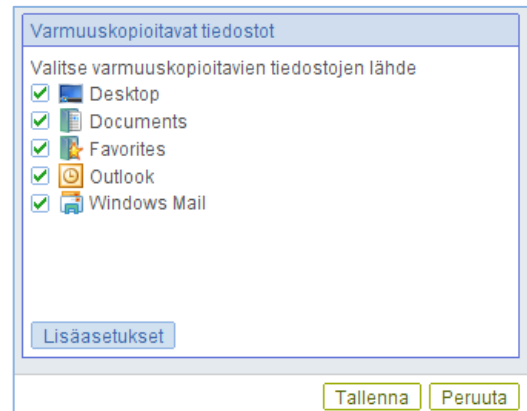 Varmuuskopioitavat tiedostot
Valitse varmuuskopioitavien tiedostojen lähde
Desktop
Documents
Favorites
Outlook
Windows Mail
Lisäasetukset
Tallenna Peruuta